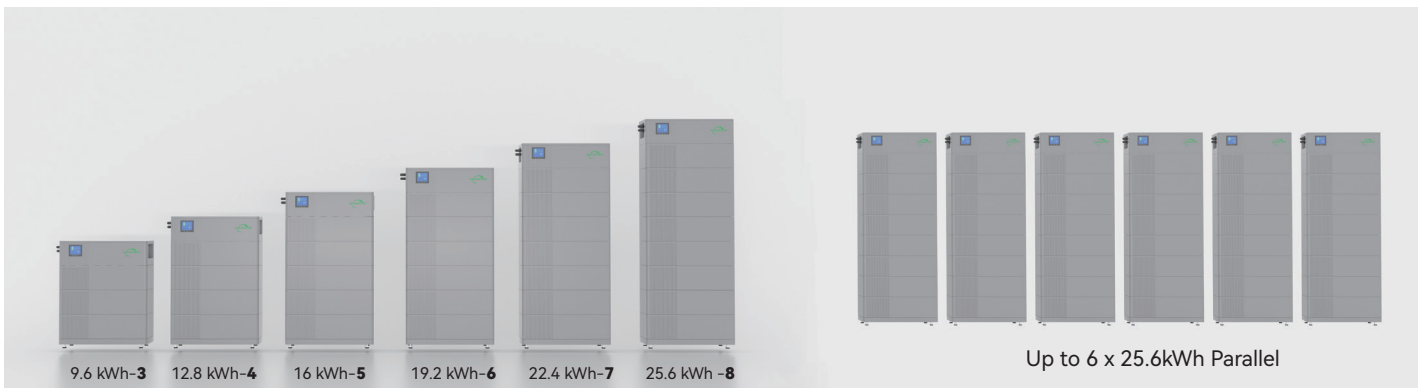 9.6 kWh-3
12.8 kWh-4
16 kWh-5
19.2 kWh-6
22.4 kWh-7
25.6 kWh -8
Up to 6 x 25.6kWh Parallel